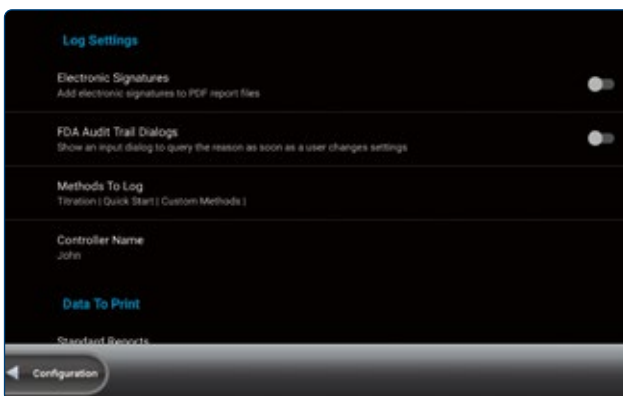 Log Settings
Electronic Signatures
Add electronic signatures to PDF report files
FDA Audit Trail Dialogs
Show an input dialog to query the reason as soon as a user changes settings
Methods To Log
Titration | Quick Start | Custom Methods |
Controller Name
John
Data To Print
Standard Reports
Configuration